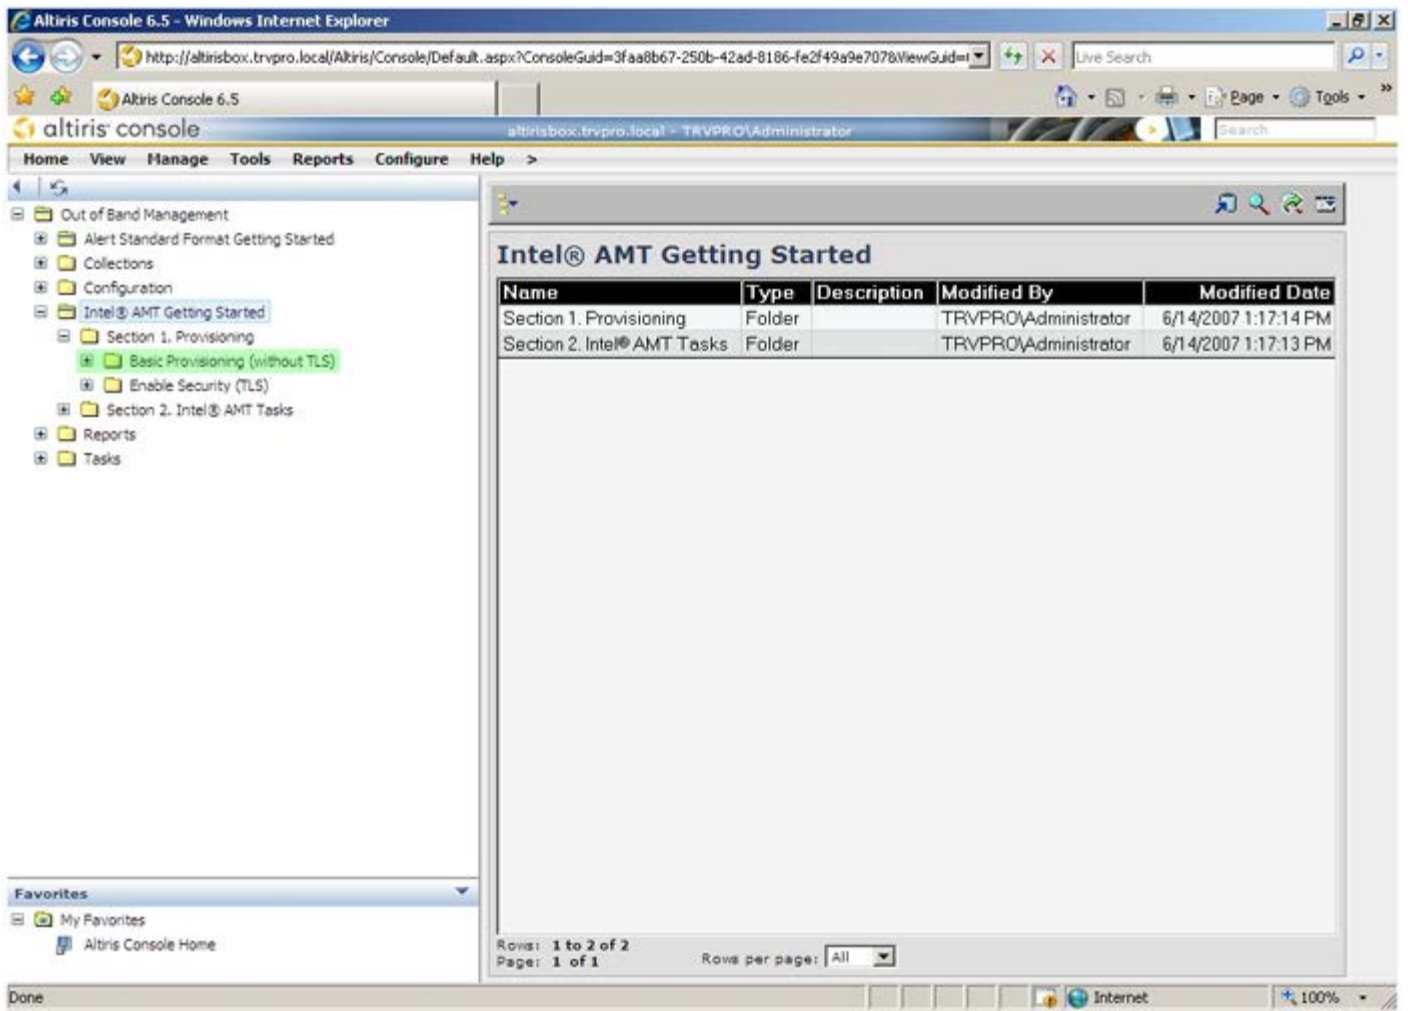 Altiris Console 6.5 - Windows Internet Explorer
http://altirisbox.trvpro.local/Altiris/Console/Default.aspx?ConsoleGuid=3faa8b67-250b-42ad-8186-fe2f49a9e707&ViewGuid=
Live Search
Altiris Console 6.5
Page
Tools
altiris console
altirisbox.trvpro.local - TRVPRO\Administrator
Search
Home View Manage Tools Reports Configure Help >
Out of Band Management
Alert Standard Format Getting Started
Collections
Configuration
Intel® AMT Getting Started
Section 1. Provisioning
Basic Provisioning (without TLS)
Enable Security (TLS)
Section 2. Intel® AMT Tasks
Reports
Tasks
Intel® AMT Getting Started
Name Type Description Modified By Modified Date
Section 1. Provisioning Folder TRVPRO\Administrator 6/14/2007 1:17:14 PM
Section 2. Intel® AMT Tasks Folder TRVPRO\Administrator 6/14/2007 1:17:13 PM
Favorites
My Favorites
Altiris Console Home
Rows: 1 to 2 of 2
Page: 1 of 1
Rows per page: All
Done
Internet
100%